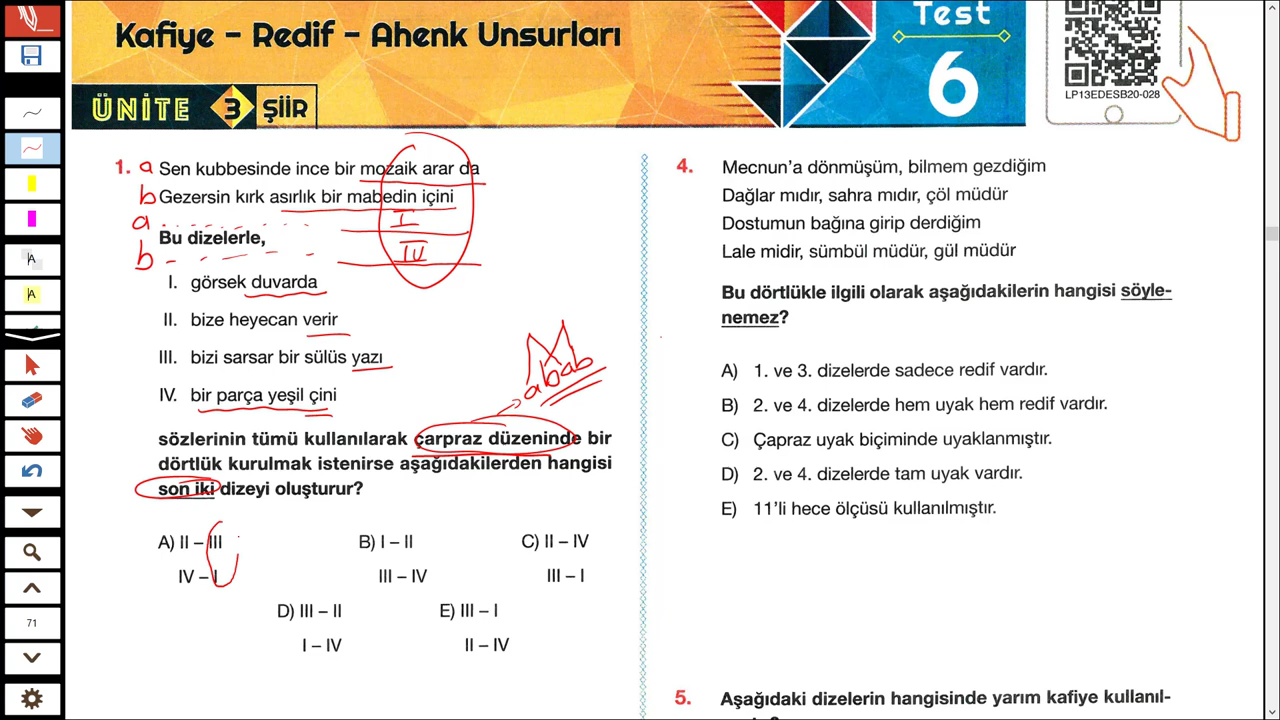 Kafiye – Redif – Ahenk Unsurları
ÜNİTE 3 ŞİİR
Test
6
LP13EDESB20-028
1. a Sen kubbesinde ince bir mozaik arar da
b Gezersin kırk asırlık bir mabedin içini
a I
Bu dizelerle,
b IV
I. görsek duvarda
II. bize heyecan verir
III. bizi sarsar bir sülüs yazı
IV. bir parça yeşil çini
abab
sözlerinin tümü kullanılarak çarpraz düzeninde bir
dörtlük kurulmak istenirse aşağıdakilerden hangisi
son iki dizeyi oluşturur?
A) II – III
IV – I
B) I – II
III – IV
C) II – IV
III – I
D) III – II
I – IV
E) III – I
II – IV
4. Mecnun'a dönmüşüm, bilmem gezdiğim
Dağlar mıdır, sahra mıdır, çöl müdür
Dostumun bağına girip derdiğim
Lale midir, sümbül müdür, gül müdür
Bu dörtlükle ilgili olarak aşağıdakilerin hangisi söyle-
nemez?
A) 1. ve 3. dizelerde sadece redif vardır.
B) 2. ve 4. dizelerde hem uyak hem redif vardır.
C) Çapraz uyak biçiminde uyaklanmıştır.
D) 2. ve 4. dizelerde tam uyak vardır.
E) 11'li hece ölçüsü kullanılmıştır.
5. Aşağıdaki dizelerin hangisinde yarım kafiye kullanıl-
A
A
71